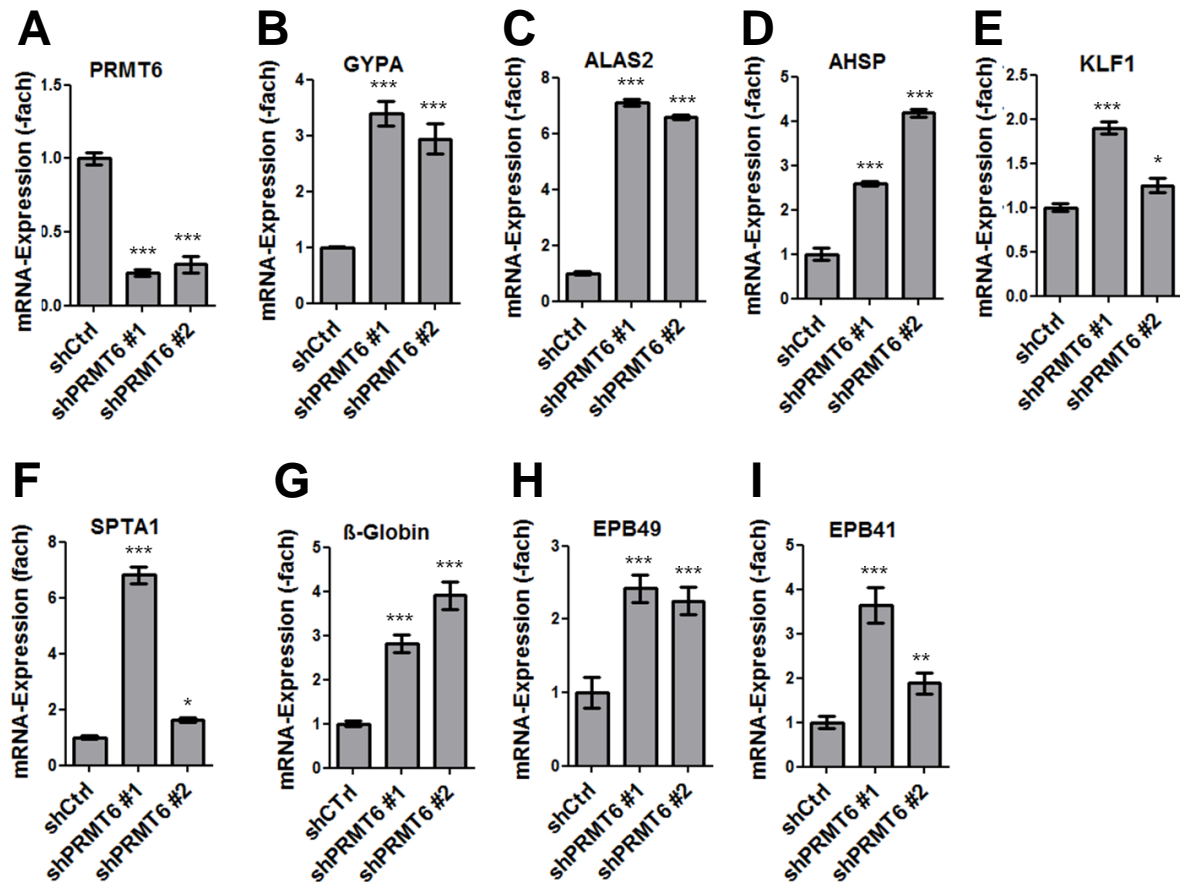 A
PRMT6
mRNA-Expression (-fach)
1.5
1.0
0.5
0.0
***
***
shCtrl
shPRMT6 #1
shPRMT6 #2
B
GYPA
mRNA-Expression (-fach)
4
3
2
1
0
***
***
shCtrl
shPRMT6 #1
shPRMT6 #2
C
ALAS2
mRNA-Expression (-fach)
8
6
4
2
0
***
***
shCtrl
shPRMT6 #1
shPRMT6 #2
D
AHSP
mRNA-Expression (-fach)
5
4
3
2
1
0
***
***
shCtrl
shPRMT6 #1
shPRMT6 #2
E
KLF1
mRNA-Expression (-fach)
2.5
2.0
1.5
1.0
0.5
0.0
***
*
shCtrl
shPRMT6 #1
shPRMT6 #2
F
SPTA1
mRNA-Expression (fach)
8
6
4
2
0
***
*
shCtrl
shPRMT6 #1
shPRMT6 #2
G
ß-Globin
mRNA-Expression (-fach)
5
4
3
2
1
0
***
***
shCTrl
shPRMT6 #1
shPRMT6 #2
H
EPB49
mRNA-Expression (-fach)
3
2
1
0
***
***
shCtrl
shPRMT6 #1
shPRMT6 #2
I
EPB41
mRNA-Expression (-fach)
5
4
3
2
1
0
***
**
shCtrl
shPRMT6 #1
shPRMT6 #2